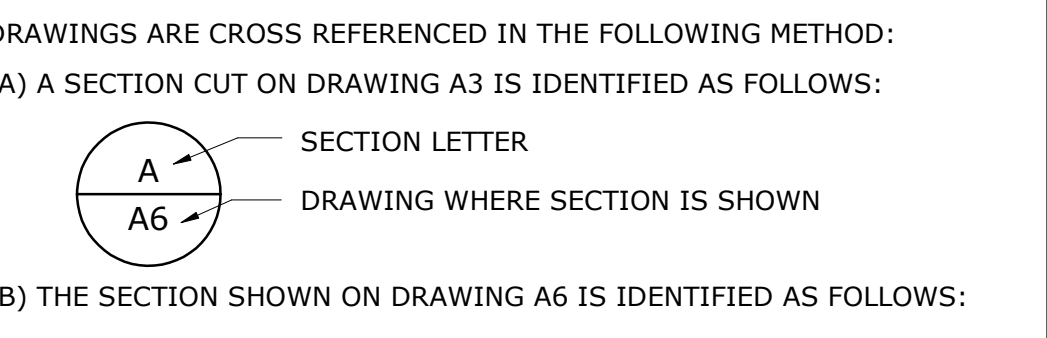 DRAWINGS ARE CROSS REFERENCED IN THE FOLLOWING METHOD:
A) A SECTION CUT ON DRAWING A3 IS IDENTIFIED AS FOLLOWS:
SECTION LETTER
A
DRAWING WHERE SECTION IS SHOWN
A6
B) THE SECTION SHOWN ON DRAWING A6 IS IDENTIFIED AS FOLLOWS: